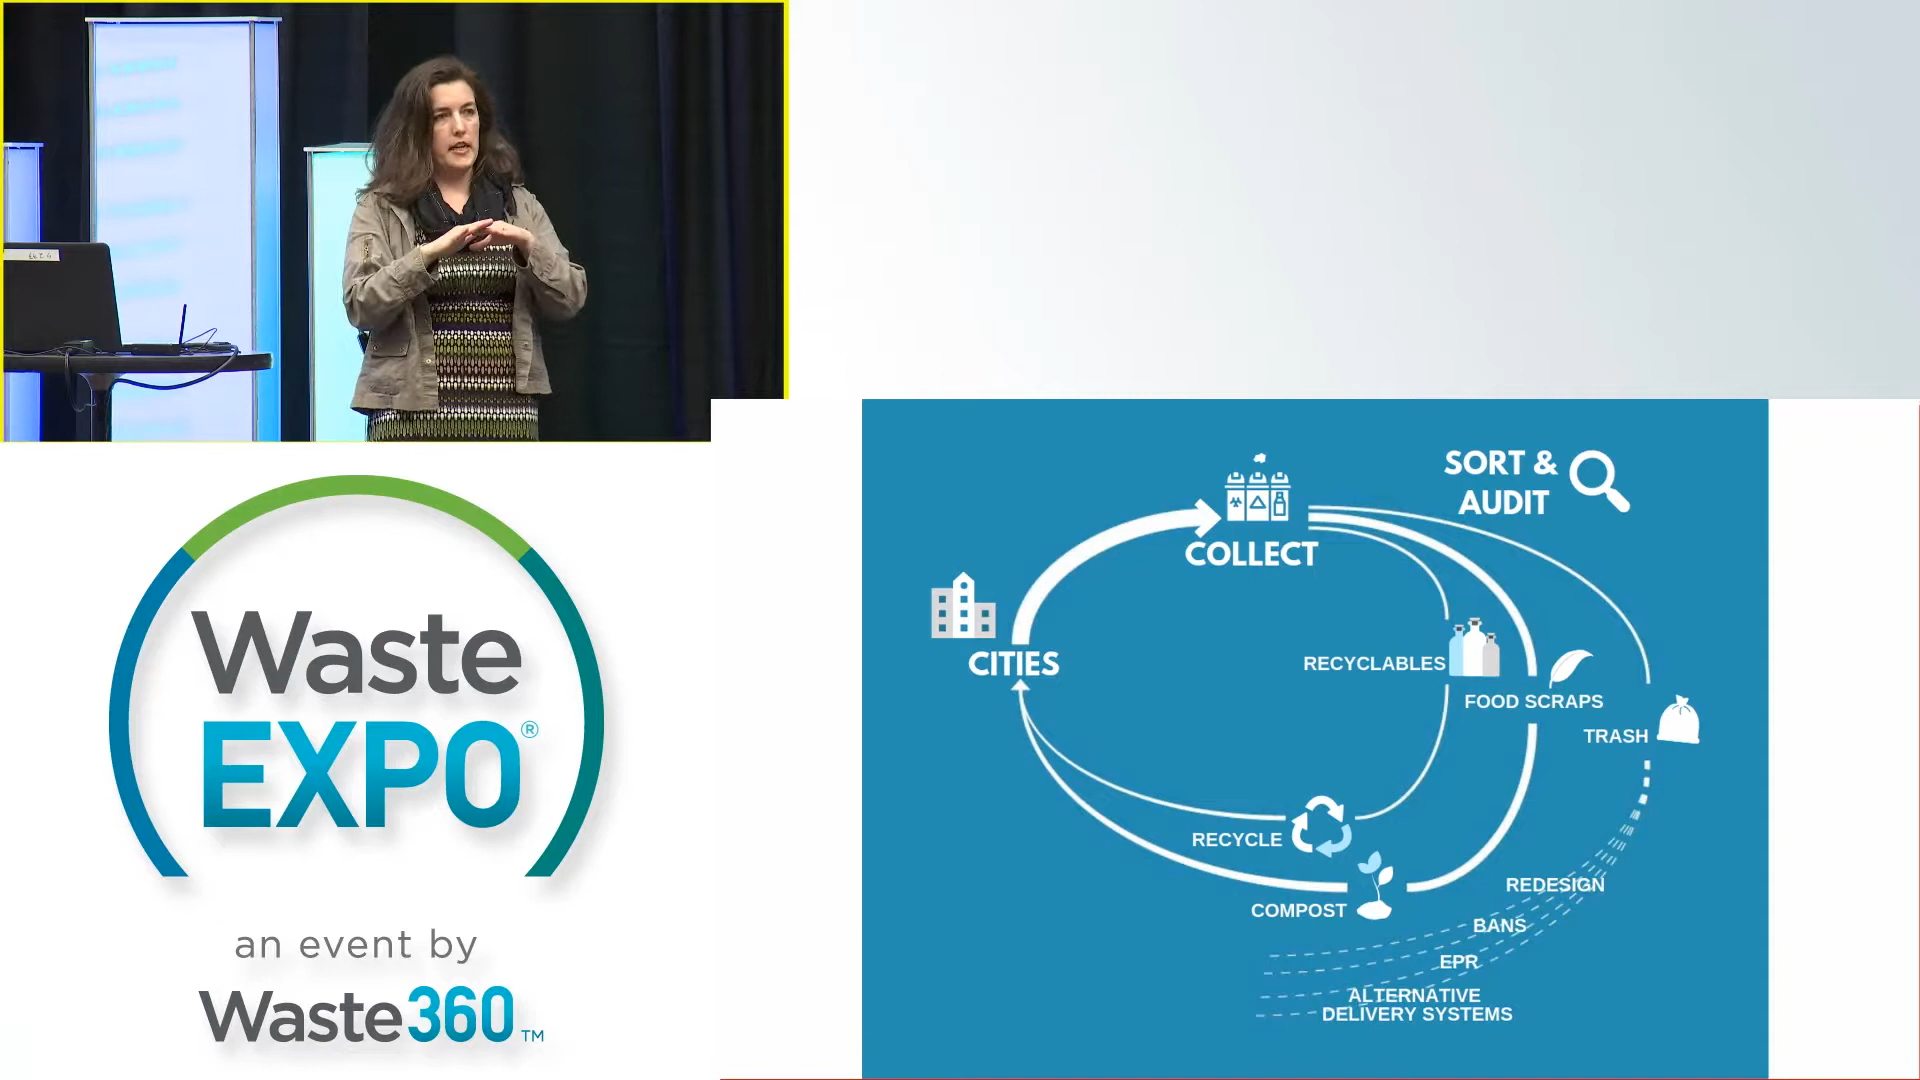 Waste
EXPO®
an event by
Waste360™
SORT &
AUDIT
COLLECT
CITIES
RECYCLABLES
FOOD SCRAPS
TRASH
RECYCLE
COMPOST
REDESIGN
BANS
EPR
ALTERNATIVE
DELIVERY SYSTEMS